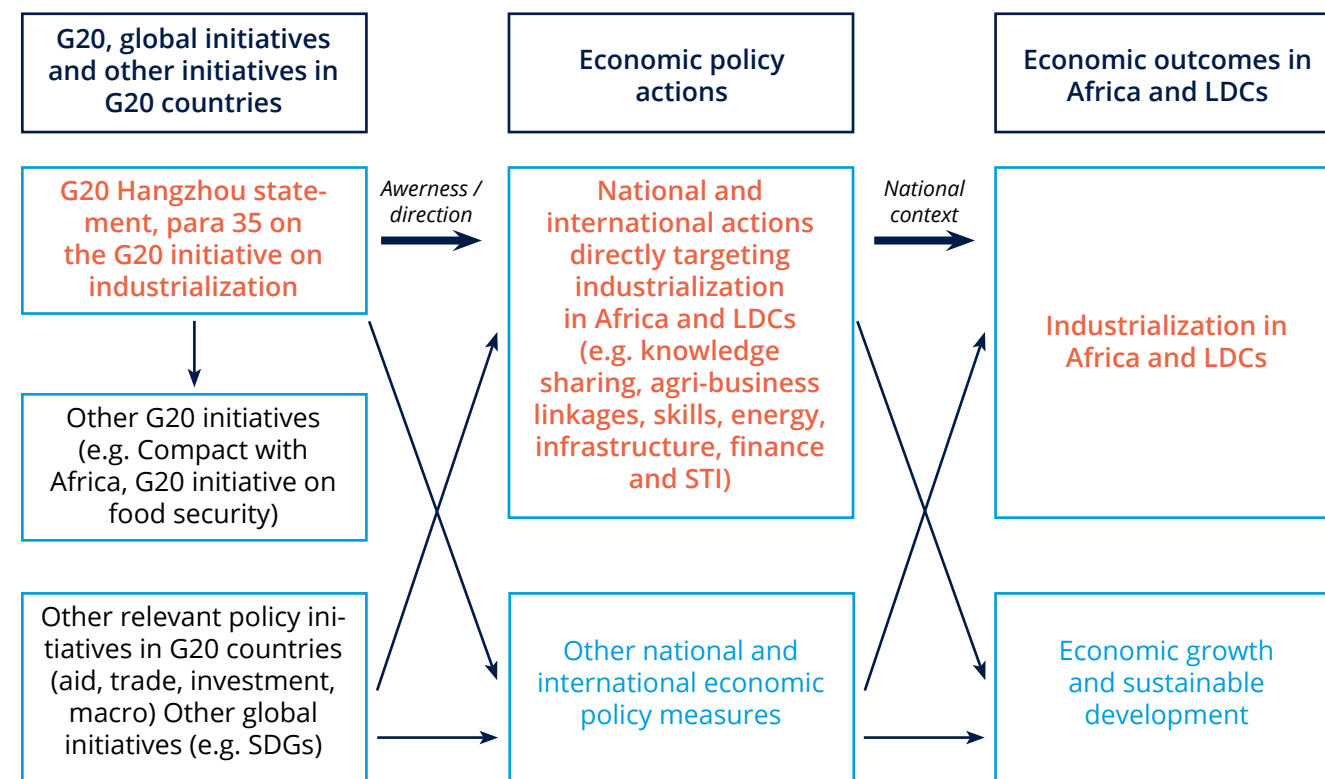 G20, global initiatives
and other initiatives in
G20 countries
Economic policy
actions
Economic outcomes in
Africa and LDCs
G20 Hangzhou state-
ment, para 35 on
the G20 initiative on
industrialization
Awerness /
direction
National and
international actions
directly targeting
industrialization
in Africa and LDCs
(e.g. knowledge
sharing, agri-business
linkages, skills, energy,
infrastructure, finance
and STI)
National
context
Industrialization in
Africa and LDCs
Other G20 initiatives
(e.g. Compact with
Africa, G20 initiative on
food security)
Other relevant policy ini-
tiatives in G20 countries
(aid, trade, investment,
macro) Other global
initiatives (e.g. SDGs)
Other national and
international economic
policy measures
Economic growth
and sustainable
development